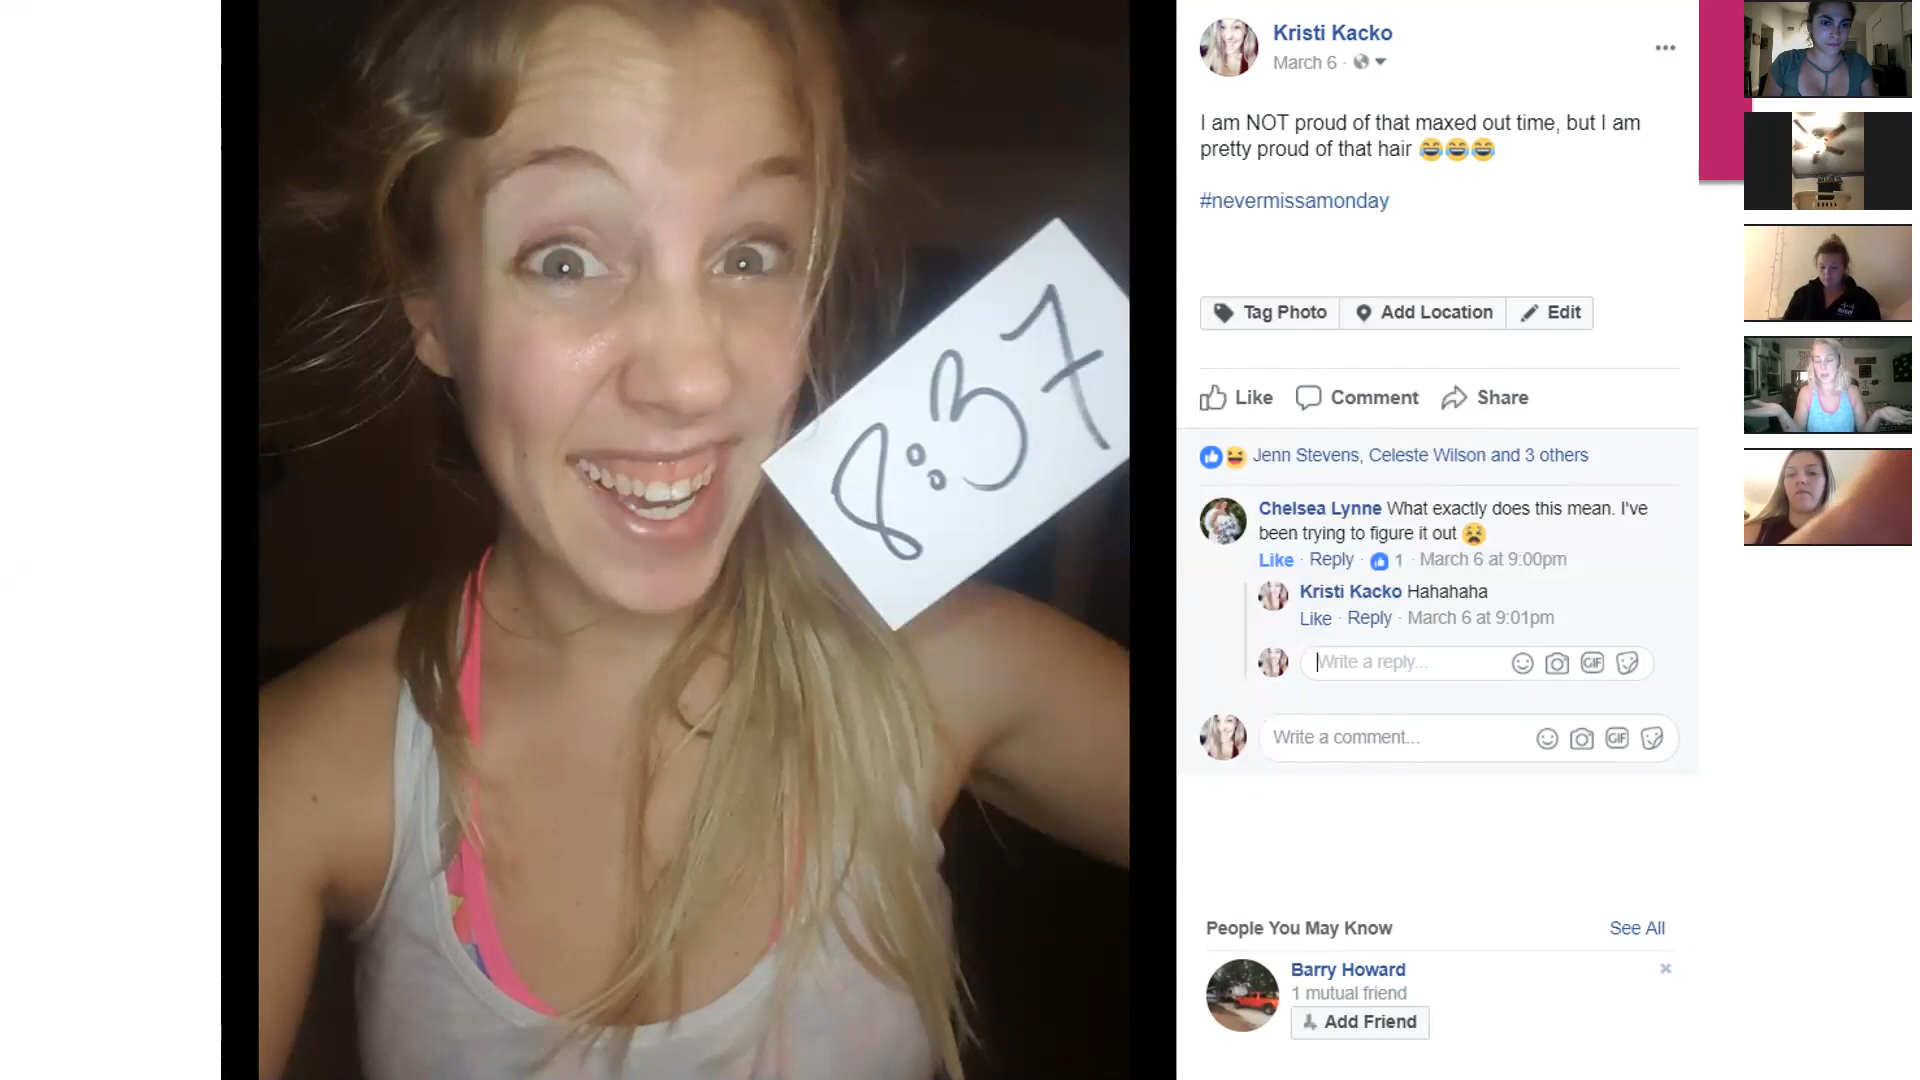 8:37
Kristi Kacko
March 6
I am NOT proud of that maxed out time, but I am
pretty proud of that hair 😂😂😂
#nevermissamonday
Tag Photo Add Location Edit
Like Comment Share
Jenn Stevens, Celeste Wilson and 3 others
Chelsea Lynne What exactly does this mean. I've
been trying to figure it out 😫
Like · Reply · 1 · March 6 at 9:00pm
Kristi Kacko Hahahaha
Like · Reply · March 6 at 9:01pm
Write a reply...
GIF
Write a comment...
GIF
People You May Know See All
Barry Howard
1 mutual friend
Add Friend